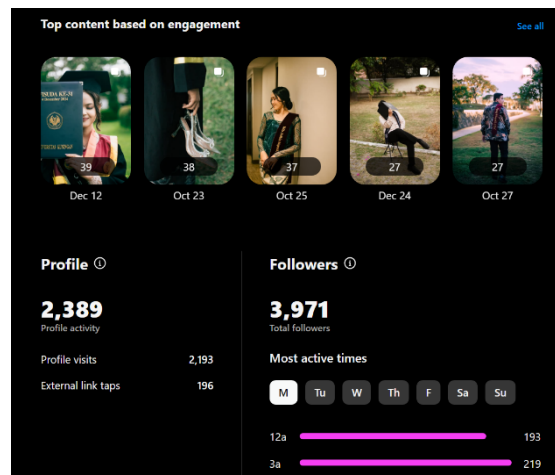 Top content based on engagement
See all
39
38
37
27
27
Dec 12
Oct 23
Oct 25
Dec 24
Oct 27
Profile
Followers
2,389
Profile activity
3,971
Total followers
Profile visits 2,193
External link taps 196
Most active times
M Tu W Th F Sa Su
12a 193
3a 219